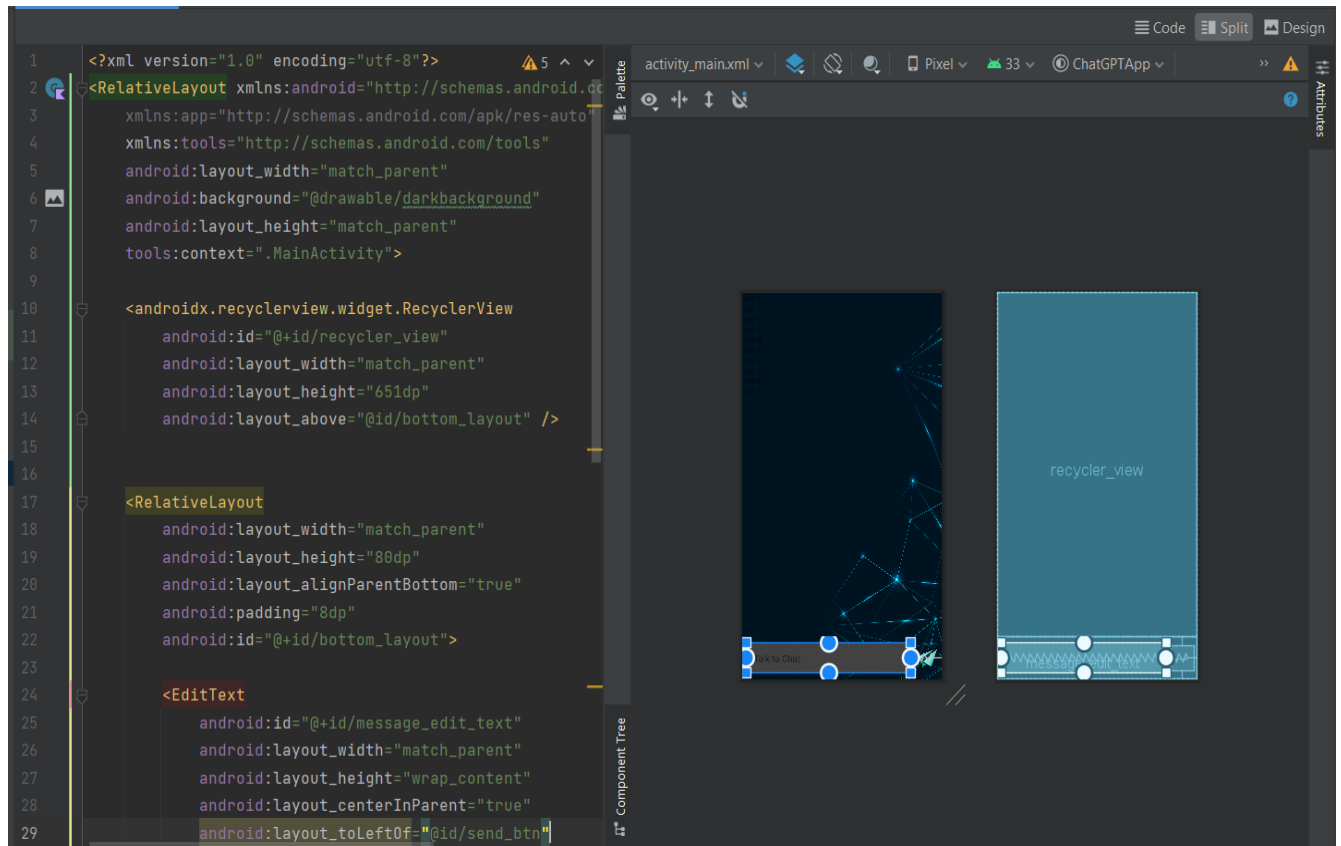 Code Split Design
1 <?xml version="1.0" encoding="utf-8"?> 5
2 <RelativeLayout xmlns:android="http://schemas.android.co
3 xmlns:app="http://schemas.android.com/apk/res-auto"
4 xmlns:tools="http://schemas.android.com/tools"
5 android:layout_width="match_parent"
6 android:background="@drawable/darkbackground"
7 android:layout_height="match_parent"
8 tools:context=".MainActivity">
9
10 <androidx.recyclerview.widget.RecyclerView
11 android:id="@+id/recycler_view"
12 android:layout_width="match_parent"
13 android:layout_height="651dp"
14 android:layout_above="@id/bottom_layout" />
15
16
17 <RelativeLayout
18 android:layout_width="match_parent"
19 android:layout_height="80dp"
20 android:layout_alignParentBottom="true"
21 android:padding="8dp"
22 android:id="@+id/bottom_layout">
23
24 <EditText
25 android:id="@+id/message_edit_text"
26 android:layout_width="match_parent"
27 android:layout_height="wrap_content"
28 android:layout_centerInParent="true"
29 android:layout_toLeftOf="@id/send_btn"
Palette
Component Tree
activity_main.xml Pixel 33 ChatGPTApp
Attributes
Talk to Chat
recycler_view
message_edit_text